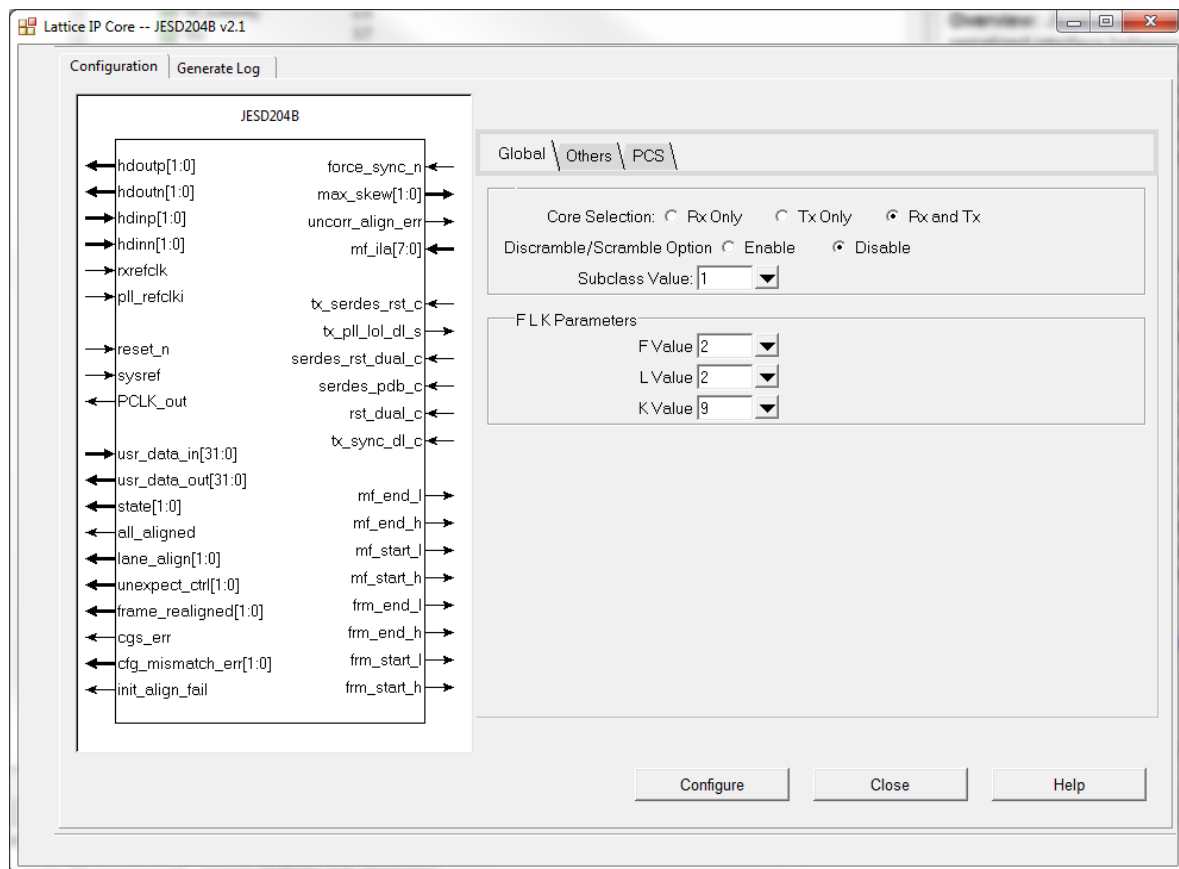 Lattice IP Core -- JESD204B v2.1
Configuration
Generate Log
JESD204B
hdoutp[1:0]
hdoutn[1:0]
hdinp[1:0]
hdinn[1:0]
rxrefclk
pll_refclki
reset_n
sysref
PCLK_out
usr_data_in[31:0]
usr_data_out[31:0]
state[1:0]
all_aligned
lane_align[1:0]
unexpect_ctrl[1:0]
frame_realigned[1:0]
cgs_err
cfg_mismatch_err[1:0]
init_align_fail
force_sync_n
max_skew[1:0]
uncorr_align_err
mf_ila[7:0]
tx_serdes_rst_c
tx_pll_lol_dl_s
serdes_rst_dual_c
serdes_pdb_c
rst_dual_c
tx_sync_dl_c
mf_end_l
mf_end_h
mf_start_l
mf_start_h
frm_end_l
frm_end_h
frm_start_l
frm_start_h
Global Others PCS
Core Selection: Rx Only Tx Only Rx and Tx
Discramble/Scramble Option Enable Disable
Subclass Value: 1
F L K Parameters
F Value 2
L Value 2
K Value 9
Configure Close Help